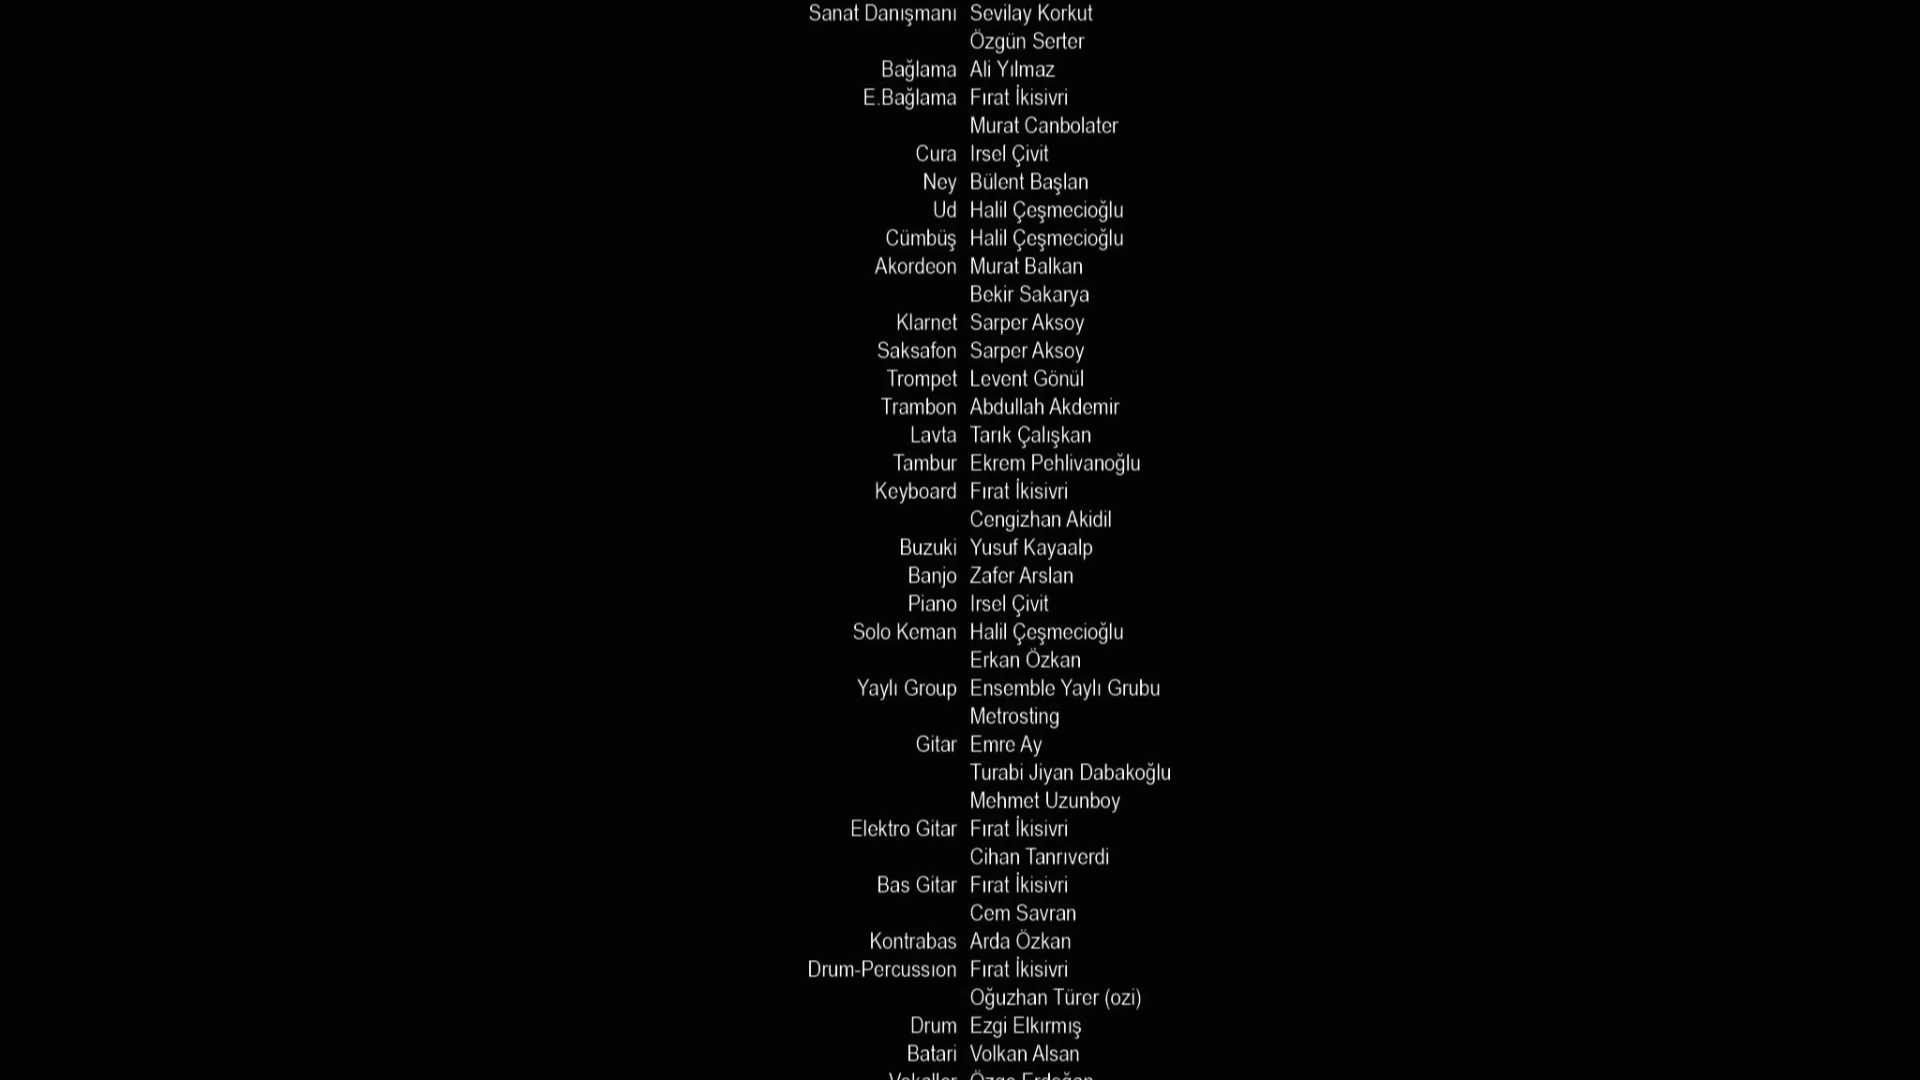 Sanat Danışmanı Sevilay Korkut
Özgün Serter
Bağlama Ali Yılmaz
E.Bağlama Fırat İkisivri
Murat Canbolater
Cura Irsel Çivit
Ney Bülent Başlan
Ud Halil Çeşmecioğlu
Cümbüş Halil Çeşmecioğlu
Akordeon Murat Balkan
Bekir Sakarya
Klarnet Sarper Aksoy
Saksafon Sarper Aksoy
Trompet Levent Gönül
Trambon Abdullah Akdemir
Lavta Tarık Çalışkan
Tambur Ekrem Pehlivanoğlu
Keyboard Fırat İkisivri
Cengizhan Akidil
Buzuki Yusuf Kayaalp
Banjo Zafer Arslan
Piano Irsel Çivit
Solo Keman Halil Çeşmecioğlu
Erkan Özkan
Yaylı Group Ensemble Yaylı Grubu
Metrosting
Gitar Emre Ay
Turabi Jiyan Dabakoğlu
Mehmet Uzunboy
Elektro Gitar Fırat İkisivri
Cihan Tanrıverdi
Bas Gitar Fırat İkisivri
Cem Savran
Kontrabas Arda Özkan
Drum-Percussıon Fırat İkisivri
Oğuzhan Türer (ozi)
Drum Ezgi Elkırmış
Batari Volkan Alsan
Vokaller Özge Erdoğan